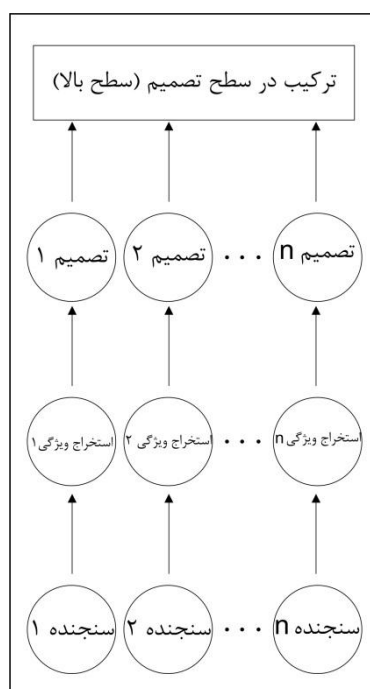 ترکیب در سطح تصمیم (سطح بالا)
تصمیم ۱ تصمیم ۲ . . . تصمیم n
استخراج ویژگی ۱ استخراج ویژگی ۲ . . . استخراج ویژگی n
سنجنده ۱ سنجنده ۲ . . . سنجنده n